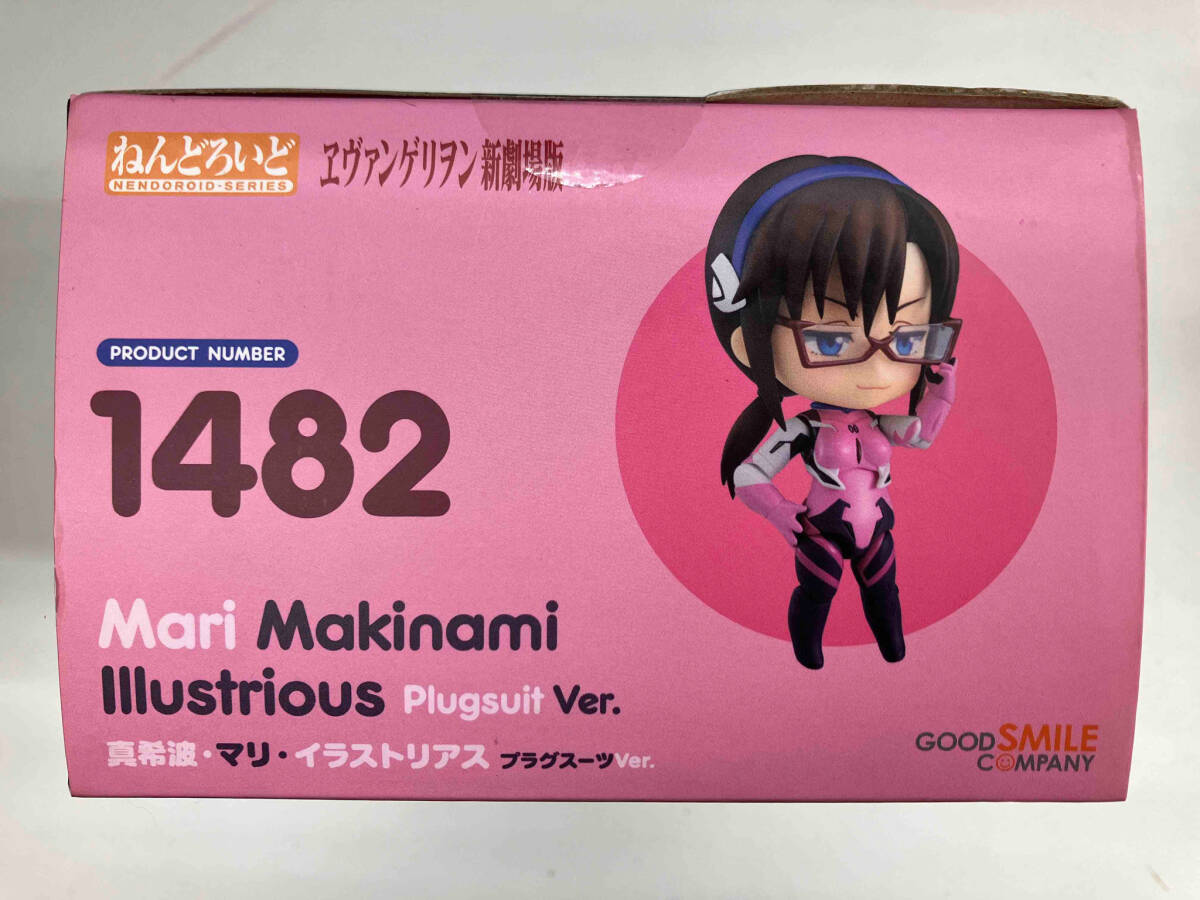 ねんどろいど
NENDOROID-SERIES
ヱヴァンゲリヲン新劇場版
PRODUCT NUMBER
1482
Mari Makinami
Illustrious Plugsuit Ver.
真希波・マリ・イラストリアス プラグスーツVer.
GOOD SMILE
COMPANY